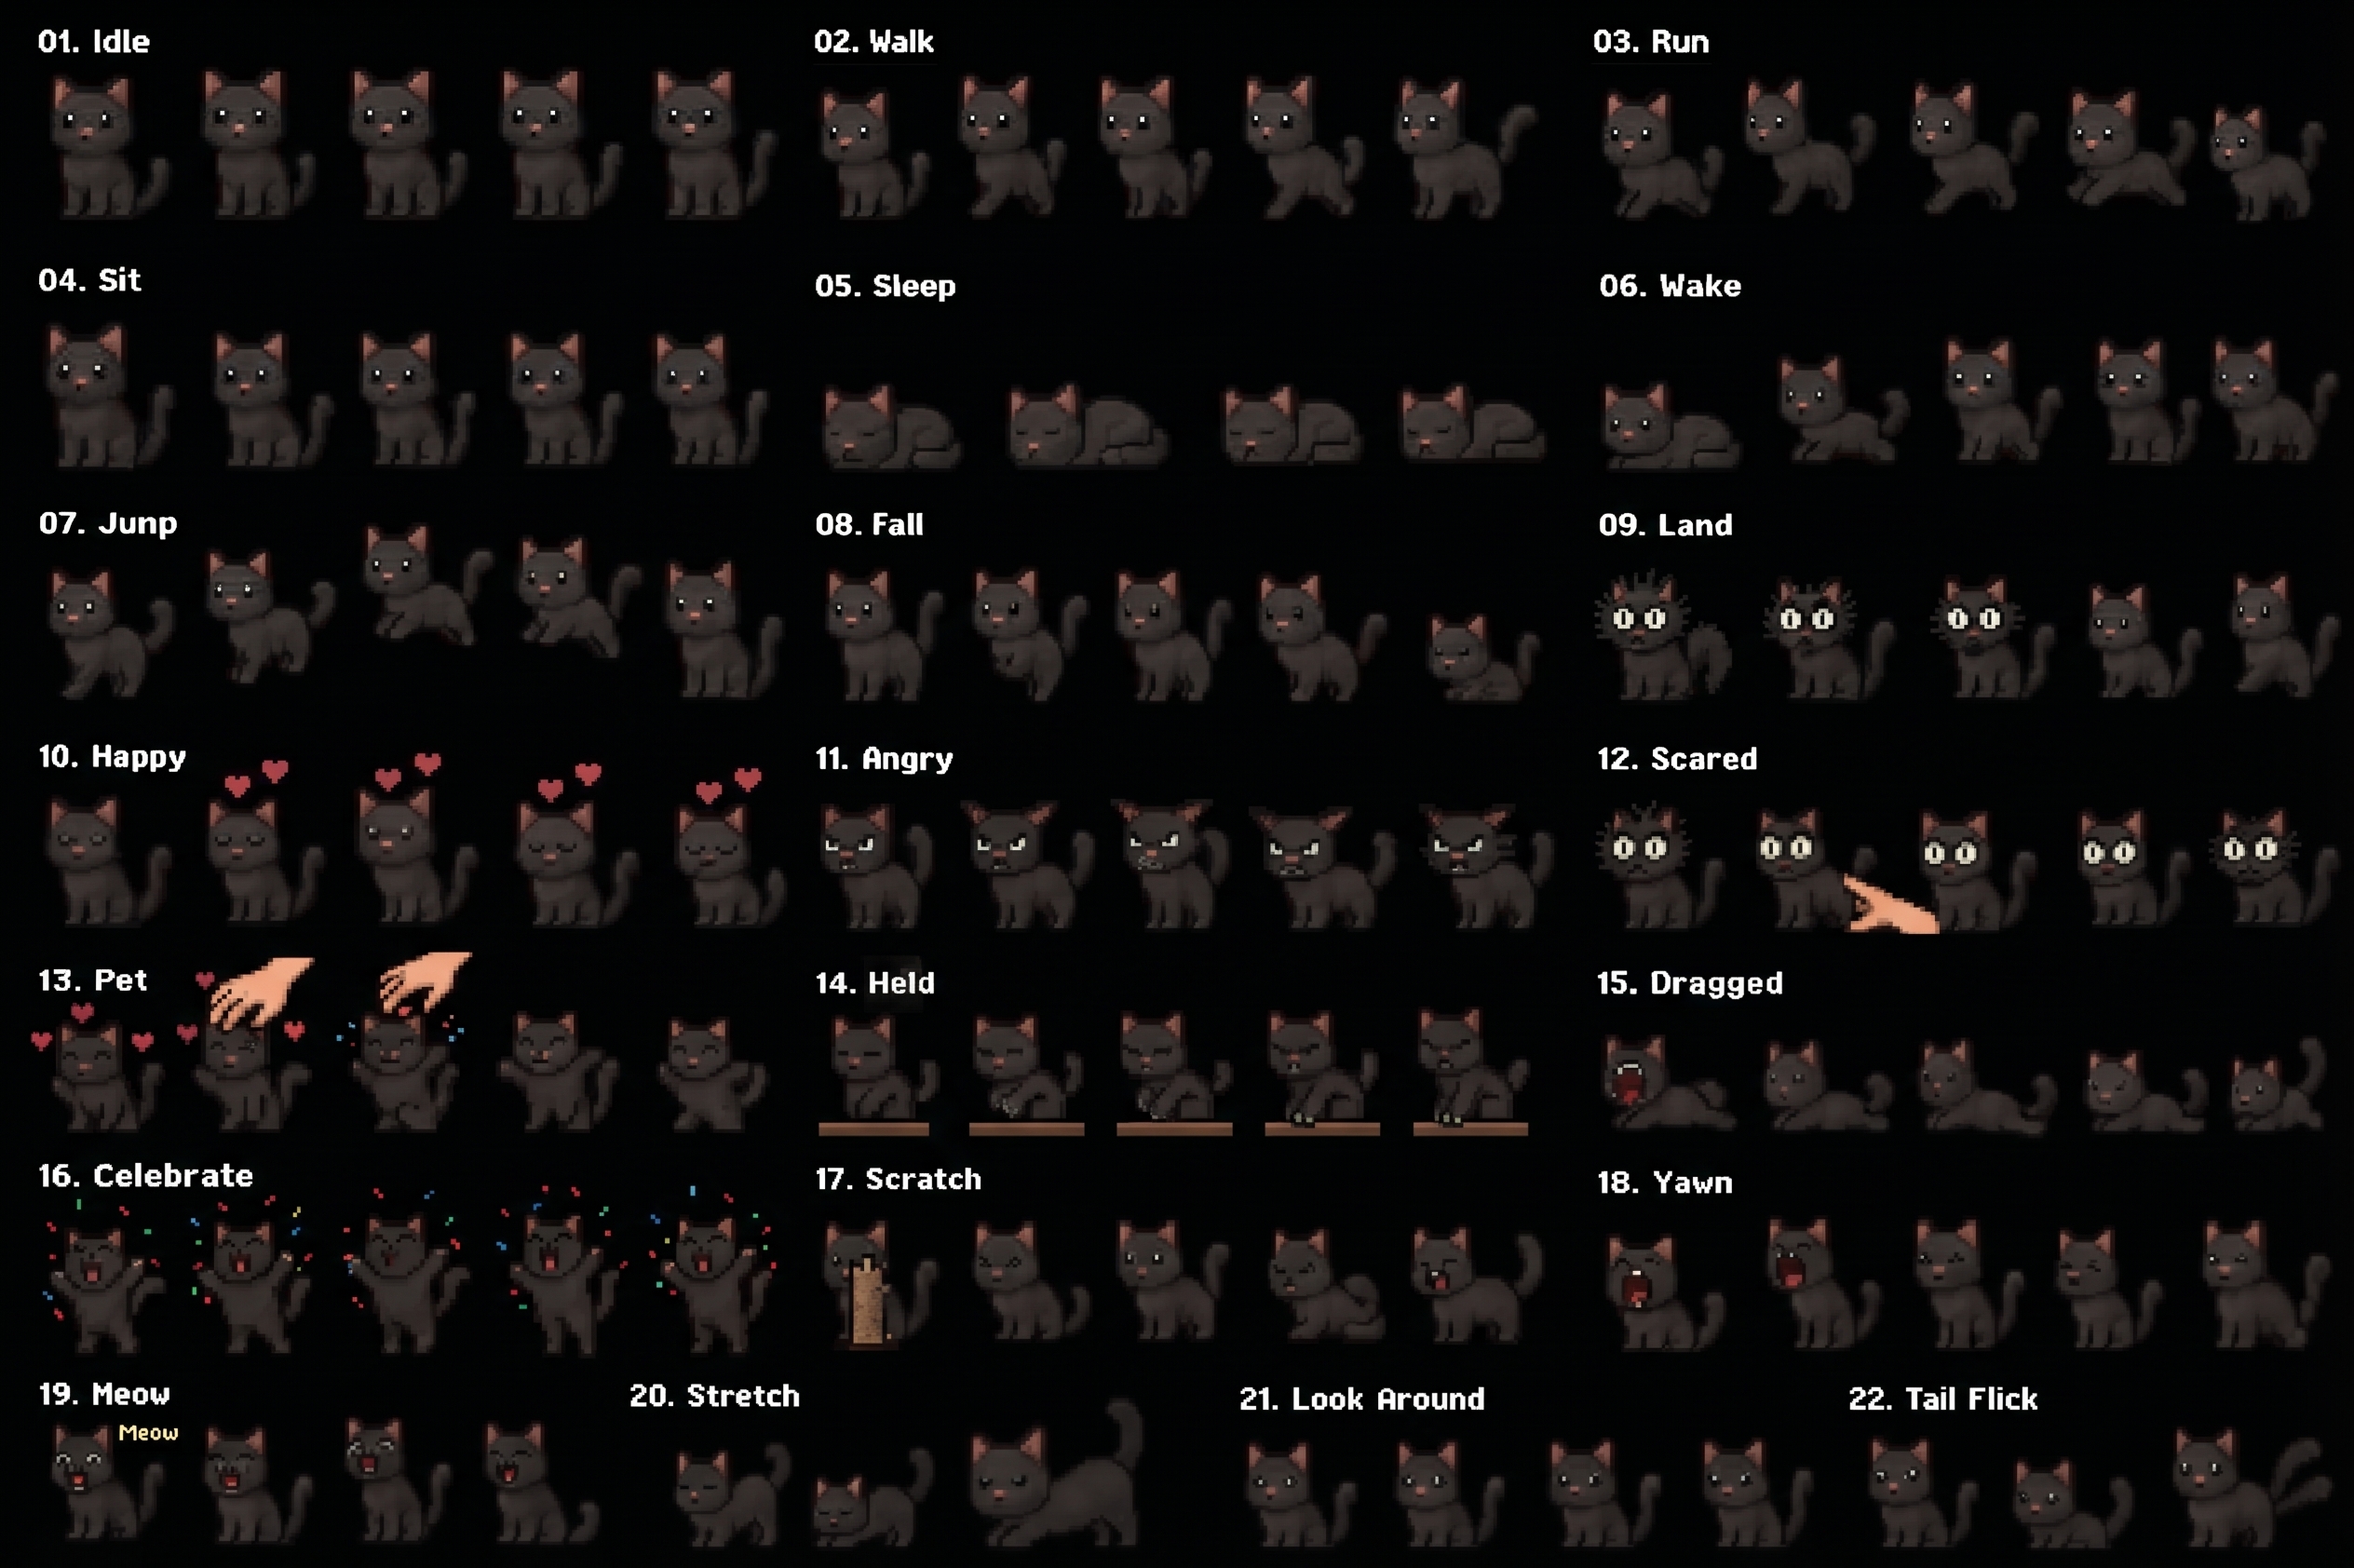 01. Idle
02. Walk
03. Run
04. Sit
05. Sleep
06. Wake
07. Junp
08. Fall
09. Land
10. Happy
11. Angry
12. Scared
13. Pet
14. Held
15. Dragged
16. Celebrate
17. Scratch
18. Yawn
19. Meow
Meow
20. Stretch
21. Look Around
22. Tail Flick